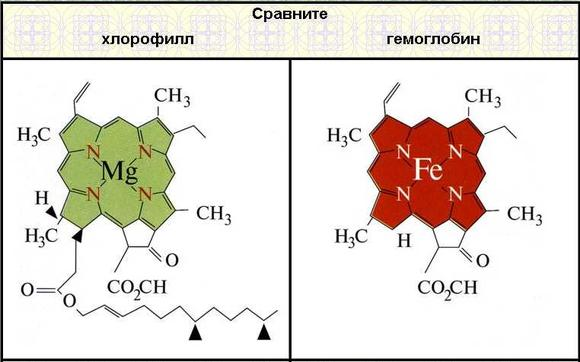 Сравните
хлорофилл гемоглобин
CH₃ CH₃
H₃C H₃C
N N N N
Mg Fe
N N N N
H
CH₃ CH₃
H₃C H₃C H
O O
CO₂CH CO₂CH
O
O